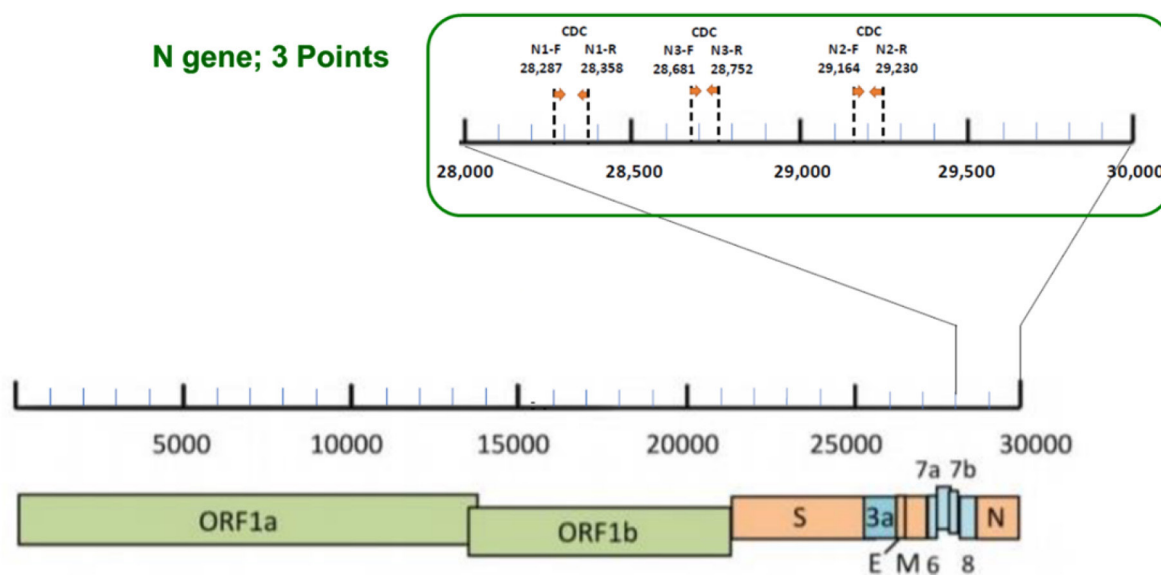 N gene; 3 Points
CDC CDC CDC
N1-F N1-R N3-F N3-R N2-F N2-R
28,287 28,358 28,681 28,752 29,164 29,230
28,000 28,500 29,000 29,500 30,000
5000 10000 15000 20000 25000 30000
7a 7b
ORF1a ORF1b S 3a N
E M 6 8